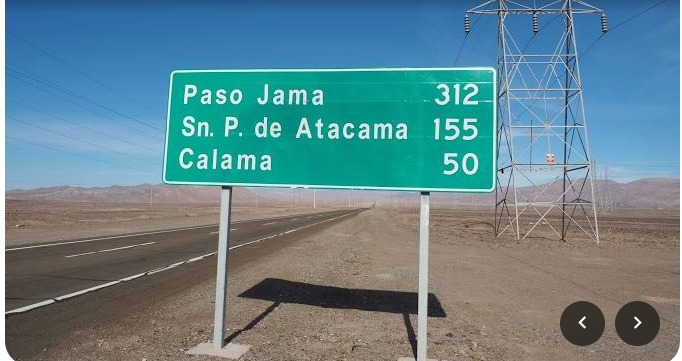 Paso Jama 312
Sn. P. de Atacama 155
Calama 50